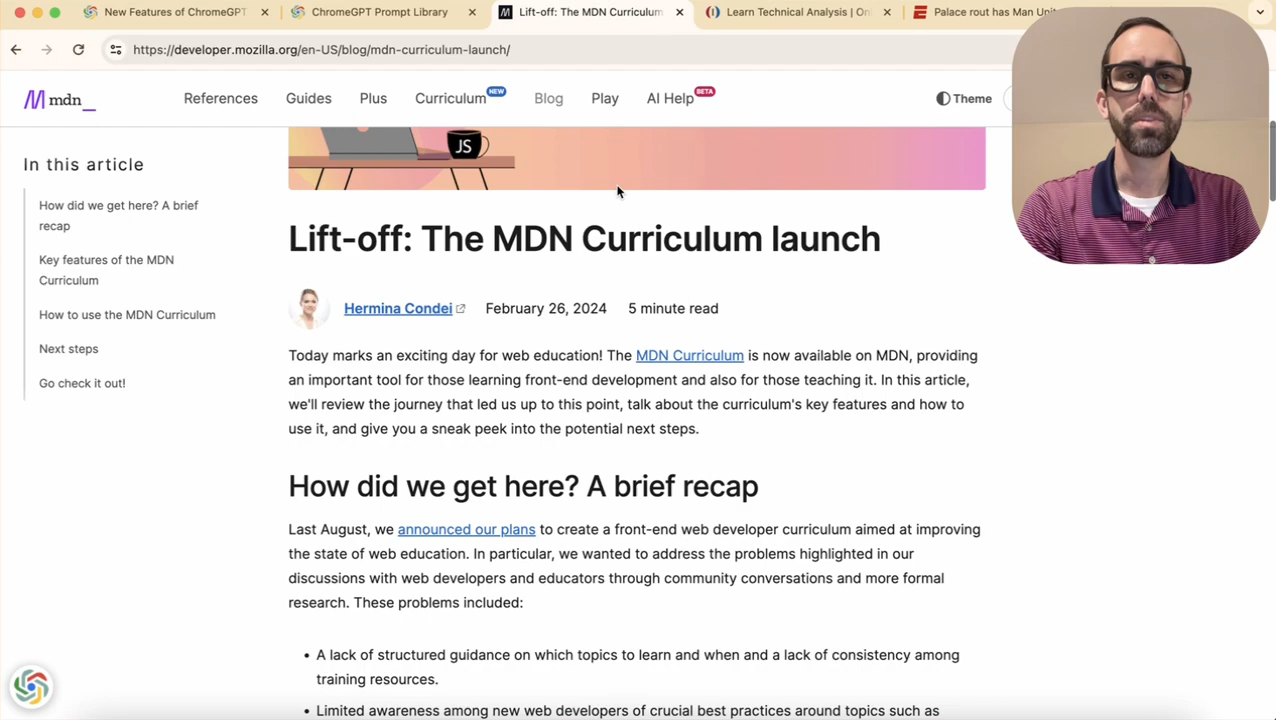 New Features of ChromeGPT
ChromeGPT Prompt Library
Lift-off: The MDN Curriculum
Learn Technical Analysis | On
Palace rout has Man Unit
https://developer.mozilla.org/en-US/blog/mdn-curriculum-launch/
mdn_
References
Guides
Plus
Curriculum NEW
Blog
Play
AI Help BETA
Theme
In this article
How did we get here? A brief
recap
Key features of the MDN
Curriculum
How to use the MDN Curriculum
Next steps
Go check it out!
JS
Lift-off: The MDN Curriculum launch
Hermina Condei February 26, 2024 5 minute read
Today marks an exciting day for web education! The MDN Curriculum is now available on MDN, providing
an important tool for those learning front-end development and also for those teaching it. In this article,
we'll review the journey that led us up to this point, talk about the curriculum's key features and how to
use it, and give you a sneak peek into the potential next steps.
How did we get here? A brief recap
Last August, we announced our plans to create a front-end web developer curriculum aimed at improving
the state of web education. In particular, we wanted to address the problems highlighted in our
discussions with web developers and educators through community conversations and more formal
research. These problems included:
• A lack of structured guidance on which topics to learn and when and a lack of consistency among
training resources.
• Limited awareness among new web developers of crucial best practices around topics such as